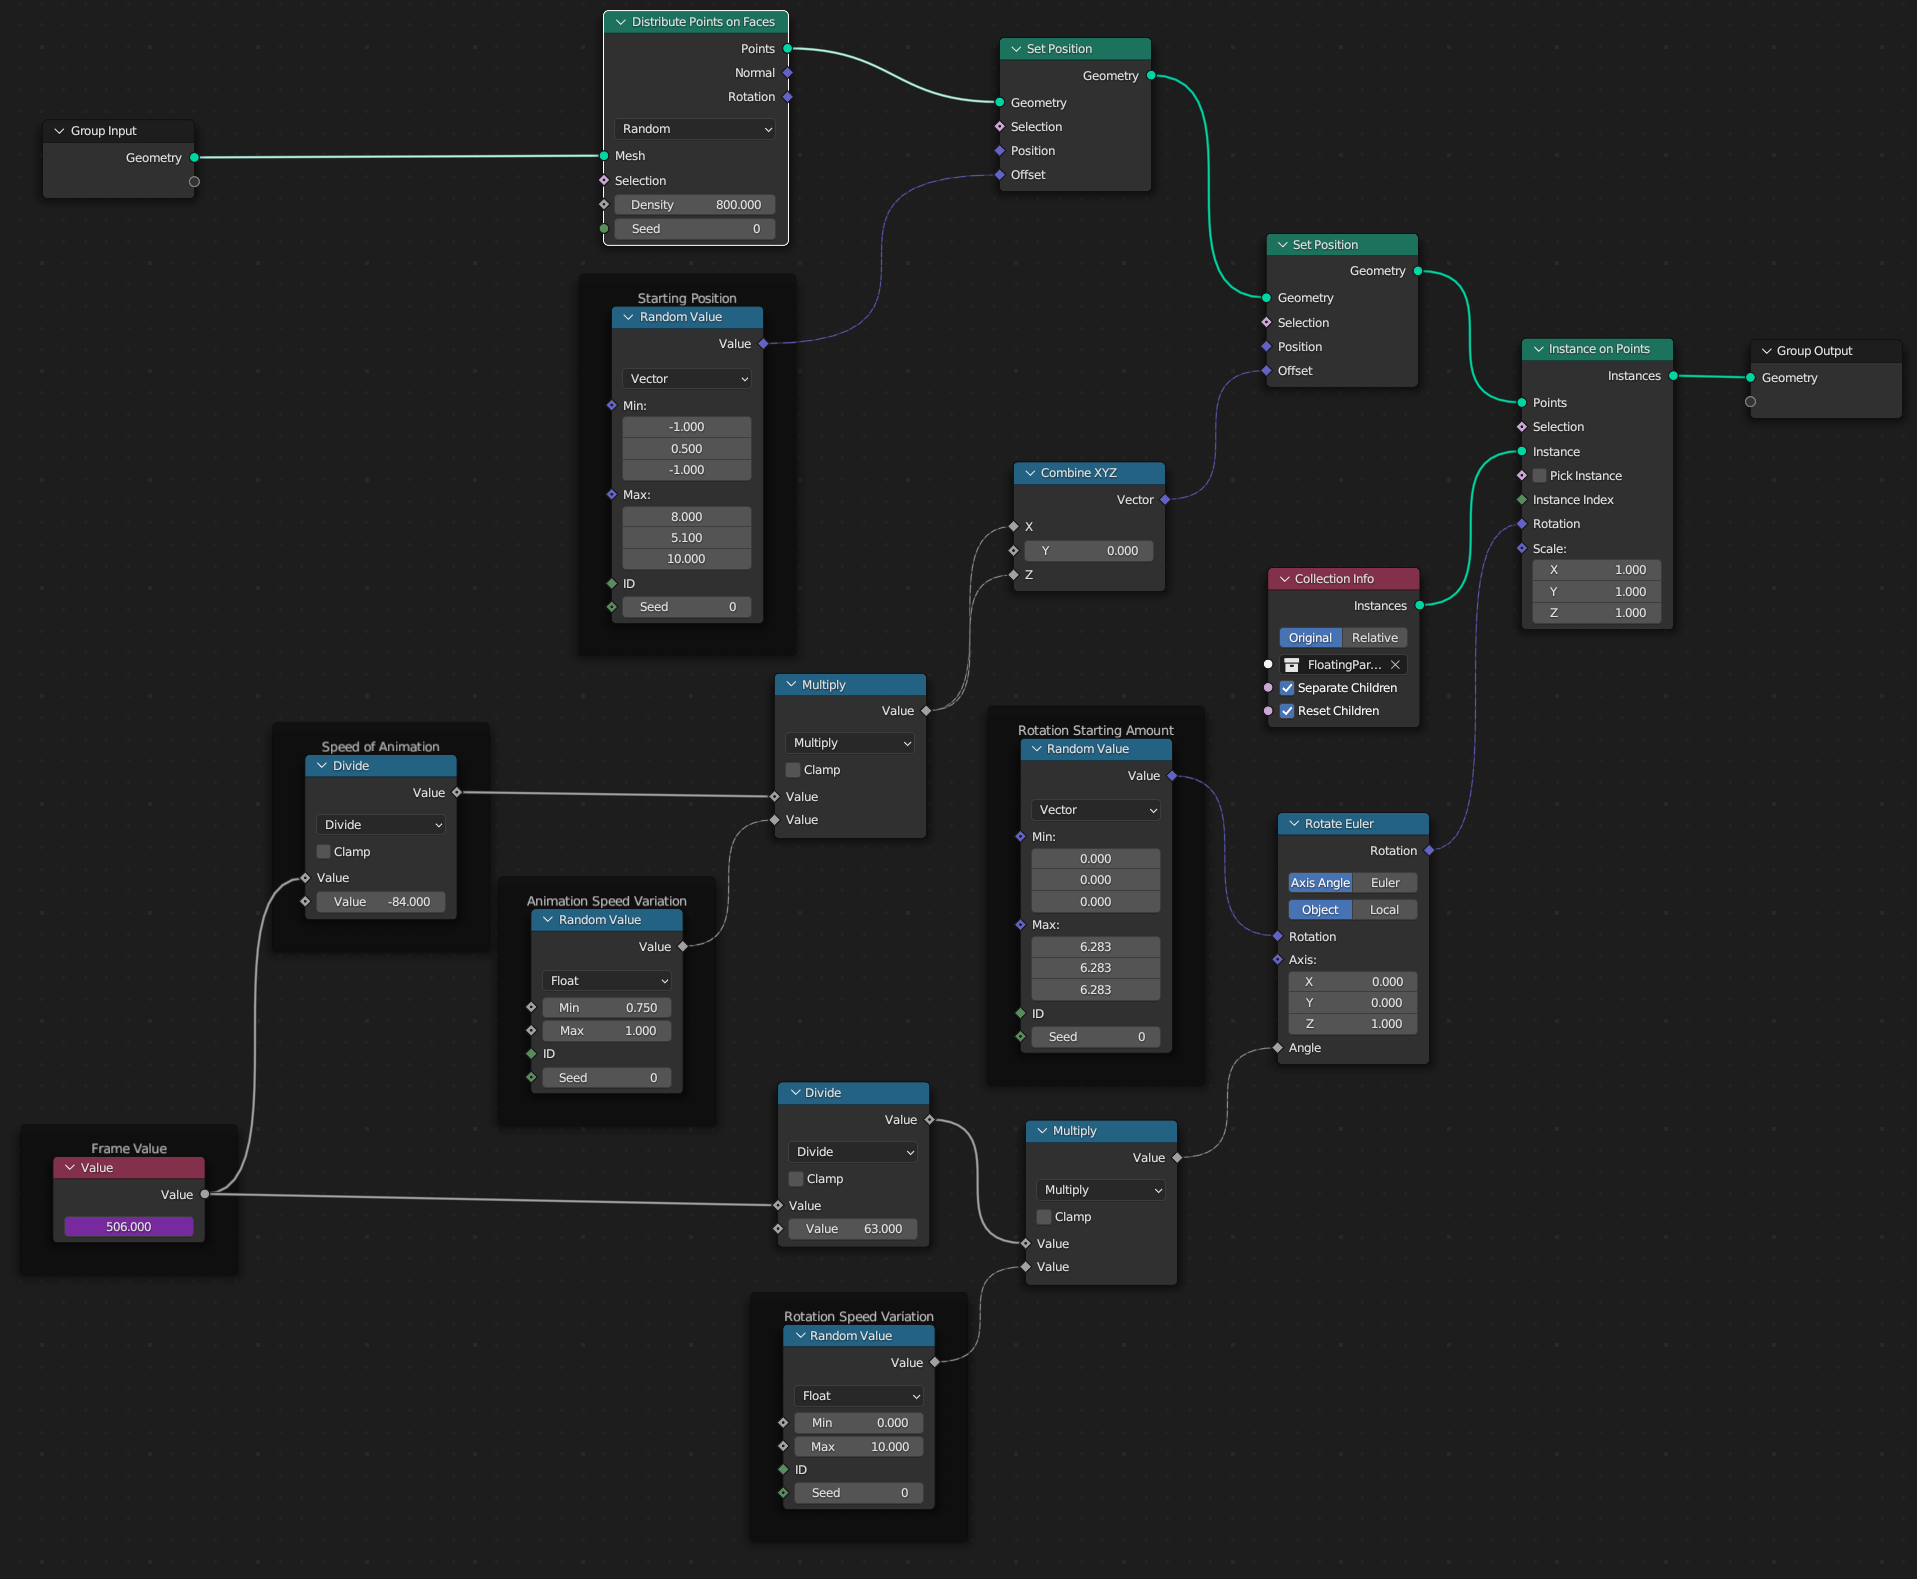 Group Input
Geometry
Distribute Points on Faces
Points
Normal
Rotation
Random
Mesh
Selection
Density 800.000
Seed 0
Set Position
Geometry
Geometry
Selection
Position
Offset
Set Position
Geometry
Geometry
Selection
Position
Offset
Instance on Points
Instances
Points
Selection
Instance
Pick Instance
Instance Index
Rotation
Scale:
X 1.000
Y 1.000
Z 1.000
Group Output
Geometry
Starting Position
Random Value
Value
Vector
Min:
-1.000
0.500
-1.000
Max:
8.000
5.100
10.000
ID
Seed 0
Combine XYZ
Vector
X
Y 0.000
Z
Collection Info
Instances
Original Relative
FloatingPar...
Separate Children
Reset Children
Multiply
Value
Multiply
Clamp
Value
Value
Speed of Animation
Divide
Value
Divide
Clamp
Value
Value -84.000
Animation Speed Variation
Random Value
Value
Float
Min 0.750
Max 1.000
ID
Seed 0
Rotation Starting Amount
Random Value
Value
Vector
Min:
0.000
0.000
0.000
Max:
6.283
6.283
6.283
ID
Seed 0
Rotate Euler
Rotation
Axis Angle Euler
Object Local
Rotation
Axis:
X 0.000
Y 0.000
Z 1.000
Angle
Frame Value
Value
Value
506.000
Divide
Value
Divide
Clamp
Value
Value 63.000
Multiply
Value
Multiply
Clamp
Value
Value
Rotation Speed Variation
Random Value
Value
Float
Min 0.000
Max 10.000
ID
Seed 0